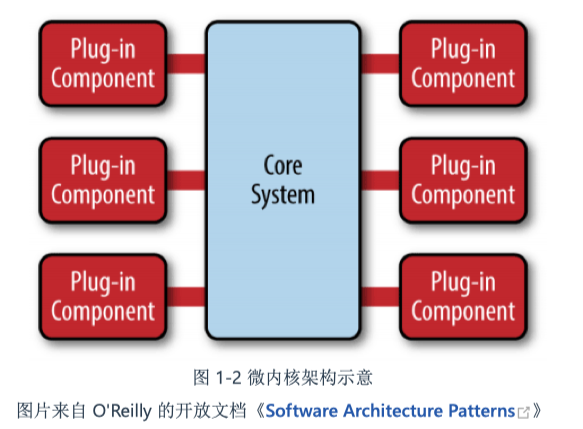 Plug-in
Component
Plug-in
Component
Plug-in
Component
Core
System
Plug-in
Component
Plug-in
Component
Plug-in
Component
图 1-2 微内核架构示意
图片来自 O'Reilly 的开放文档《Software Architecture Patterns》